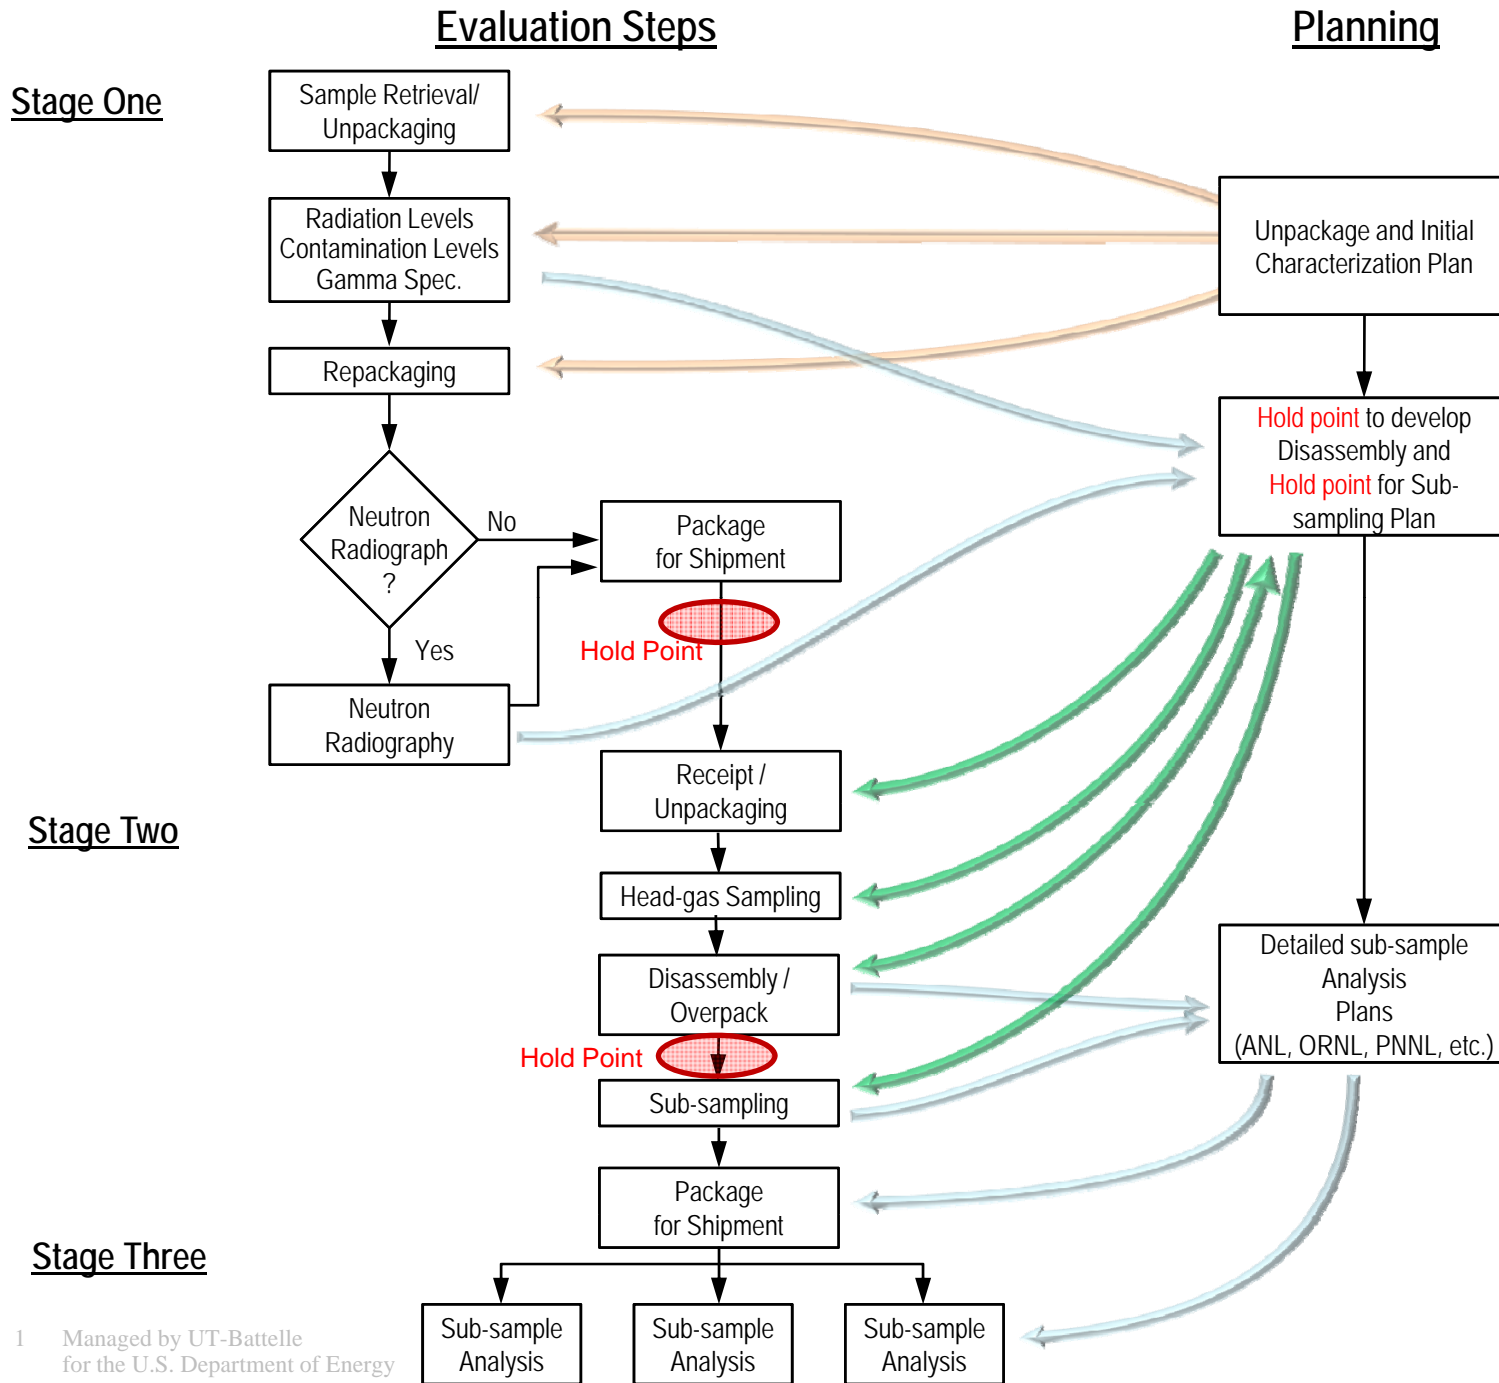 Evaluation Steps
Planning
Stage One
Sample Retrieval/
Unpackaging
Radiation Levels
Contamination Levels
Gamma Spec.
Unpackage and Initial
Characterization Plan
Repackaging
Hold point to develop
Disassembly and
Hold point for Sub-
sampling Plan
Neutron
Radiograph
?
No
Yes
Package
for Shipment
Hold Point
Neutron
Radiography
Receipt /
Unpackaging
Stage Two
Head-gas Sampling
Disassembly /
Overpack
Detailed sub-sample
Analysis
Plans
(ANL, ORNL, PNNL, etc.)
Hold Point
Sub-sampling
Package
for Shipment
Stage Three
Sub-sample
Analysis
Sub-sample
Analysis
Sub-sample
Analysis
1 Managed by UT-Battelle
for the U.S. Department of Energy